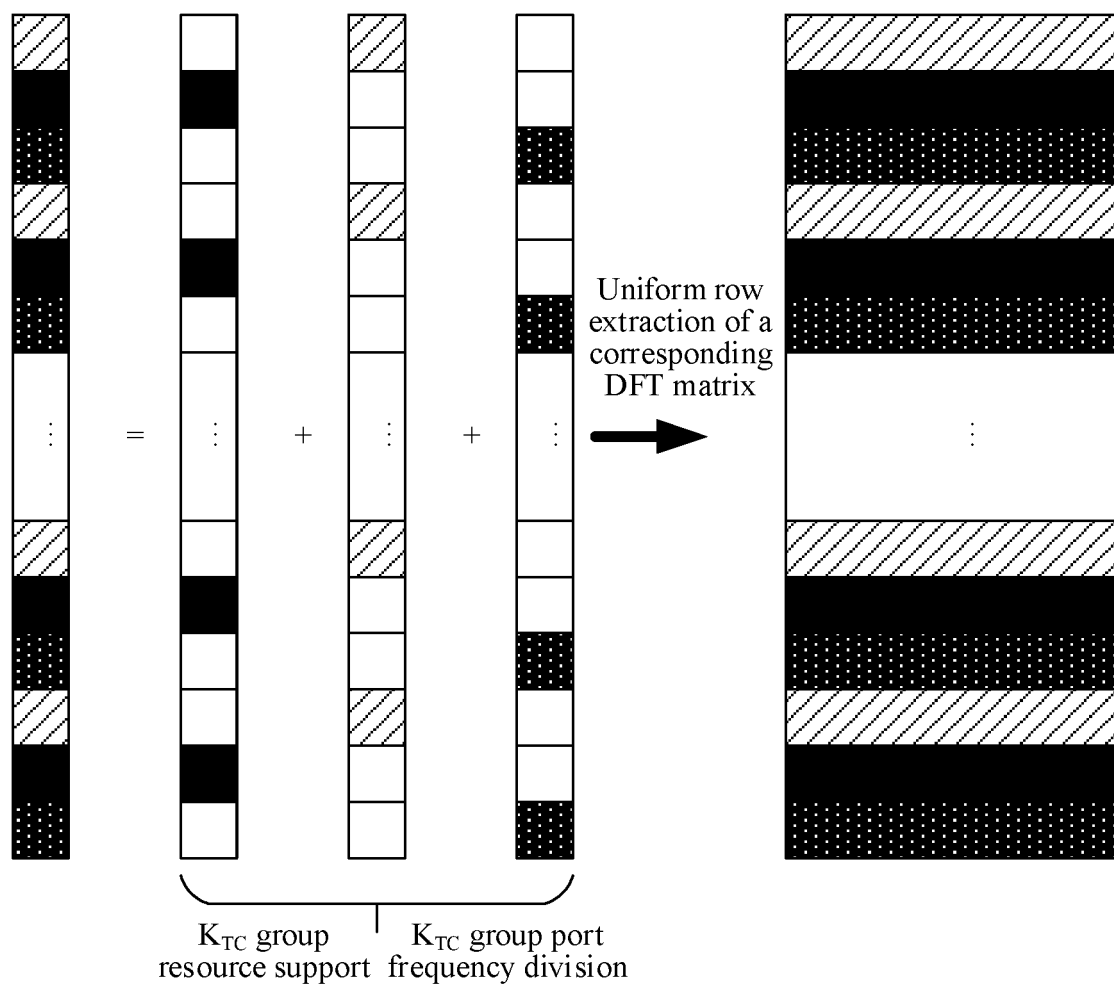 Uniform row
extraction of a
corresponding
DFT matrix
⋮ = ⋮ + ⋮ + ⋮ ⋮
K_TC group
resource support
K_TC group port
frequency division